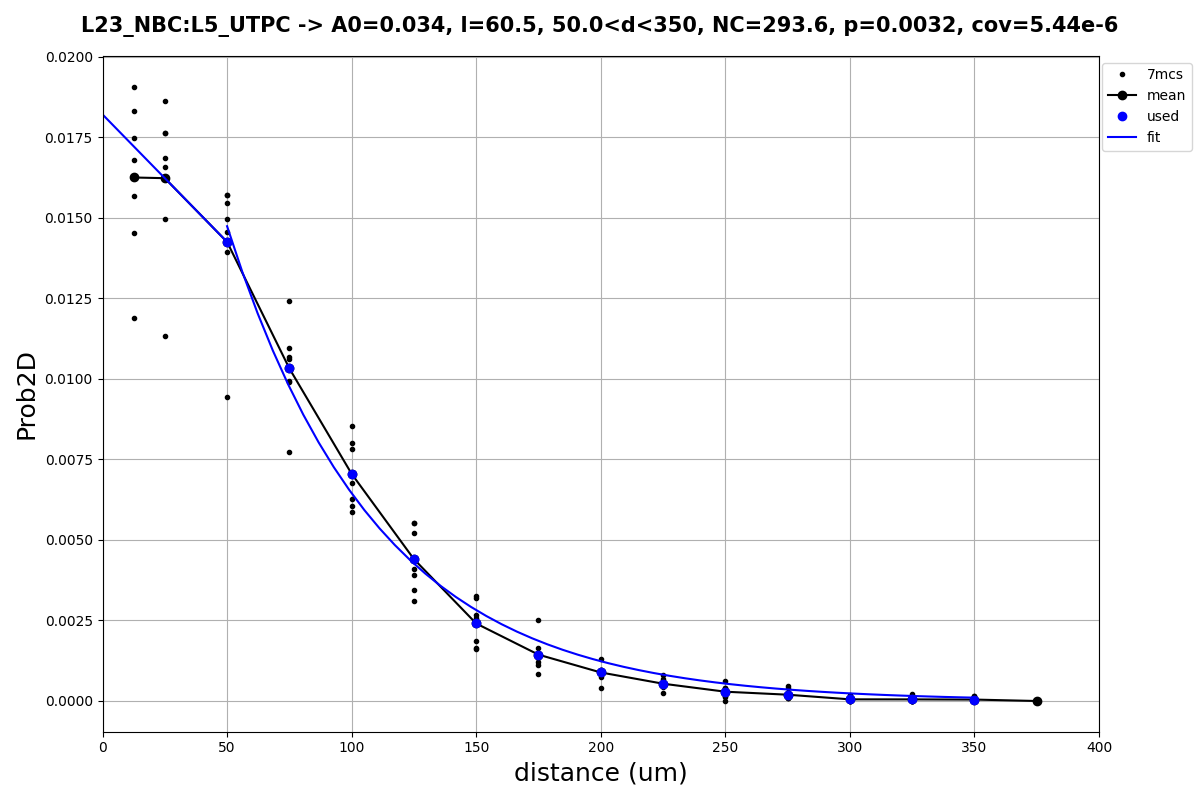 L23_NBC:L5_UTPC -> A0=0.034, l=60.5, 50.0<d<350, NC=293.6, p=0.0032, cov=5.44e-6
0.0200
0.0175
0.0150
0.0125
0.0100
0.0075
0.0050
0.0025
0.0000
Prob2D
0
50
100
150
200
250
300
350
400
distance (um)
7mcs
mean
used
fit